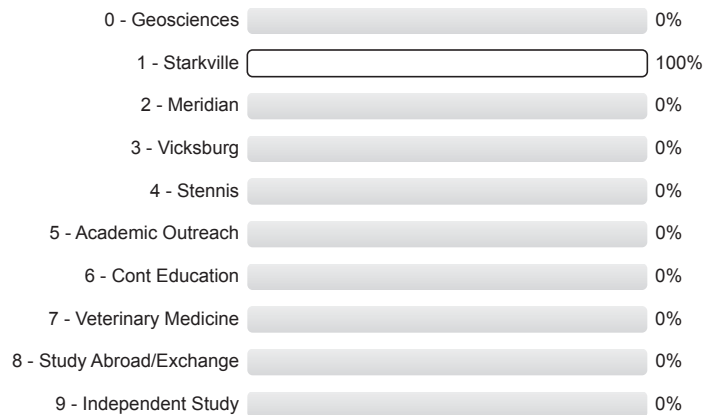 0 - Geosciences 0%
1 - Starkville 100%
2 - Meridian 0%
3 - Vicksburg 0%
4 - Stennis 0%
5 - Academic Outreach 0%
6 - Cont Education 0%
7 - Veterinary Medicine 0%
8 - Study Abroad/Exchange 0%
9 - Independent Study 0%